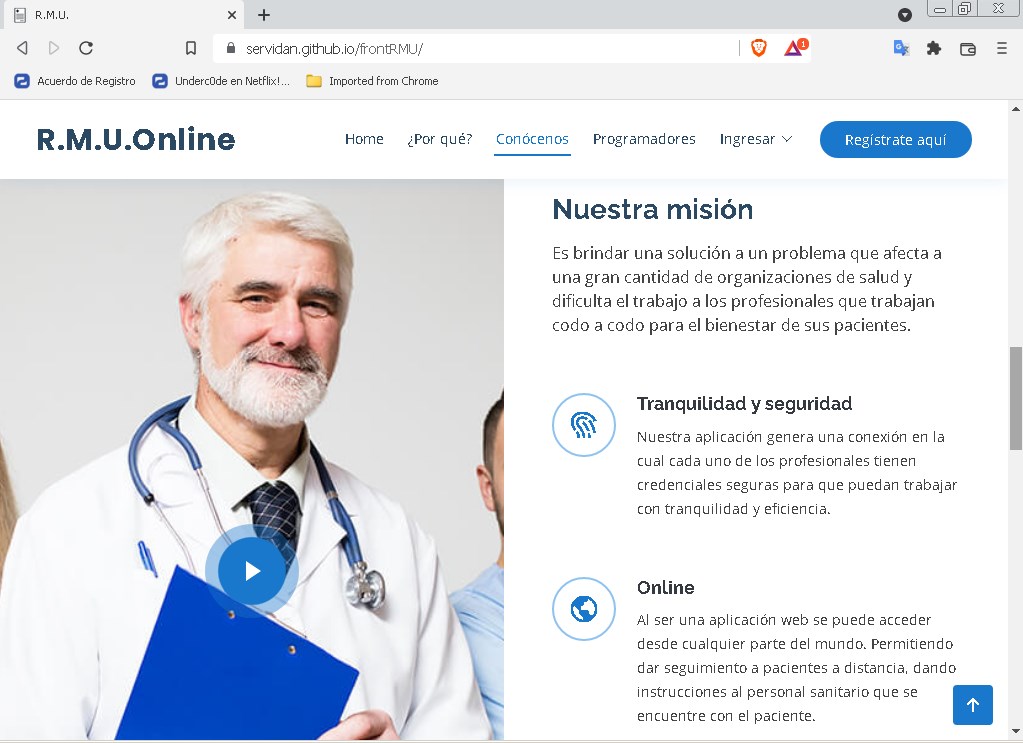 R.M.U.
servidan.github.io/frontRMU/
1
Acuerdo de Registro
Underc0de en Netflix!...
Imported from Chrome
R.M.U.Online
Home
¿Por qué?
Conócenos
Programadores
Ingresar
Regístrate aquí
Nuestra misión
Es brindar una solución a un problema que afecta a
una gran cantidad de organizaciones de salud y
dificulta el trabajo a los profesionales que trabajan
codo a codo para el bienestar de sus pacientes.
Tranquilidad y seguridad
Nuestra aplicación genera una conexión en la
cual cada uno de los profesionales tienen
credenciales seguras para que puedan trabajar
con tranquilidad y eficiencia.
Online
Al ser una aplicación web se puede acceder
desde cualquier parte del mundo. Permitiendo
dar seguimiento a pacientes a distancia, dando
instrucciones al personal sanitario que se
encuentre con el paciente.